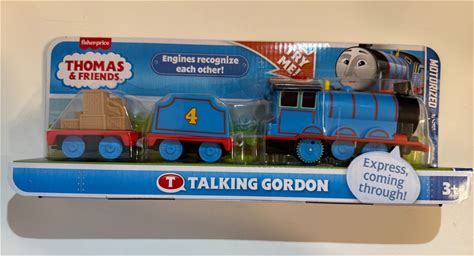 Fisher-Price
THOMAS
& FRIENDS
Engines recognize
each other!
TRY
ME!
MOTORIZED
4
T TALKING GORDON
Express,
coming
through!
3+